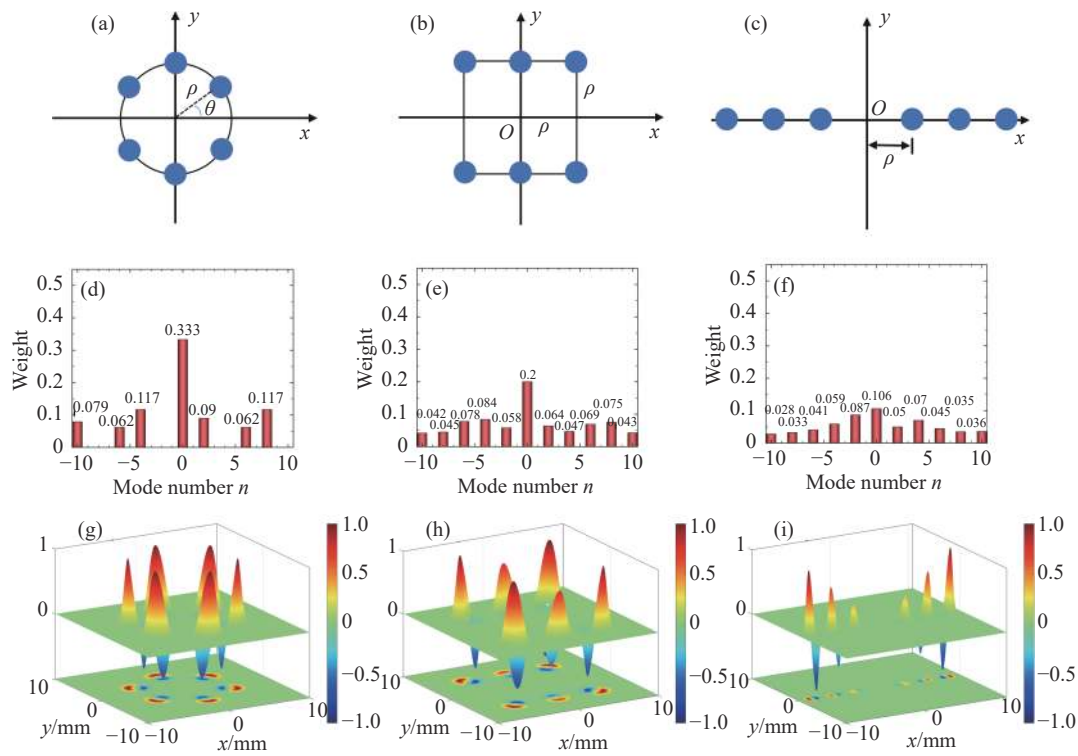 (a)
y
ρ
θ
x
(b)
y
ρ
O
ρ
x
(c)
y
O
x
ρ
(d)
0.5
0.4
0.3
0.2
0.1
0
Weight
0.079
0.062
0.117
0.333
0.09
0.062
0.117
−10
−5
0
5
10
Mode number n
(e)
0.5
0.4
0.3
0.2
0.1
0
Weight
0.042
0.045
0.078
0.084
0.058
0.2
0.064
0.047
0.069
0.075
0.043
−10
−5
0
5
10
Mode number n
(f)
0.5
0.4
0.3
0.2
0.1
0
Weight
0.028
0.033
0.041
0.059
0.087
0.106
0.05
0.07
0.045
0.035
0.036
−10
−5
0
5
10
Mode number n
(g)
1
0
10
0
−10
y/mm
−10
0
10
x/mm
1.0
0.5
0
−0.5
−1.0
(h)
1
0
10
0
−10
y/mm
−10
0
10
x/mm
1.0
0.5
0
−0.5
−1.0
(i)
1
0
10
0
−10
y/mm
−10
0
10
x/mm
1.0
0.5
0
−0.5
−1.0